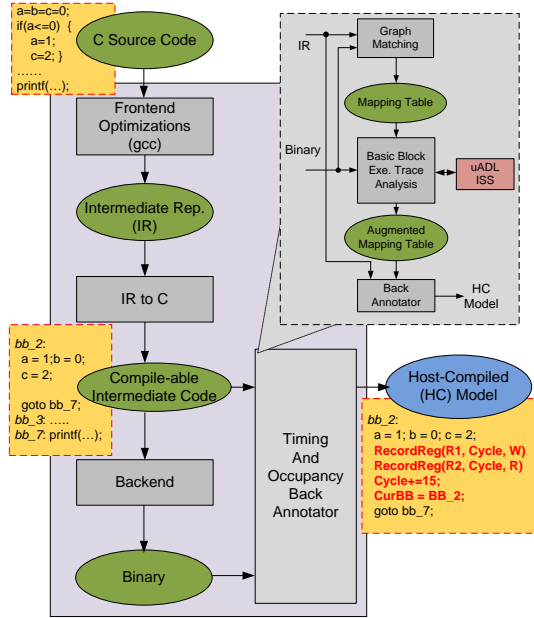 a=b=c=0;
if(a<=0) {
a=1;
c=2; }
......
printf(...);
C Source Code
Frontend
Optimizations
(gcc)
Intermediate Rep.
(IR)
IR to C
bb_2:
a = 1;b = 0;
c = 2;
goto bb_7;
bb_3: .....
bb_7: printf(...);
Compile-able
Intermediate Code
Backend
Binary
IR
Graph
Matching
Mapping Table
Binary
Basic Block
Exe. Trace
Analysis
uADL
ISS
Augmented
Mapping Table
Back
Annotator
HC
Model
Timing
And
Occupancy
Back
Annotator
Host-Compiled
(HC) Model
bb_2:
a = 1; b = 0; c = 2;
RecordReg(R1, Cycle, W)
RecordReg(R2, Cycle, R)
Cycle+=15;
CurBB = BB_2;
goto bb_7;